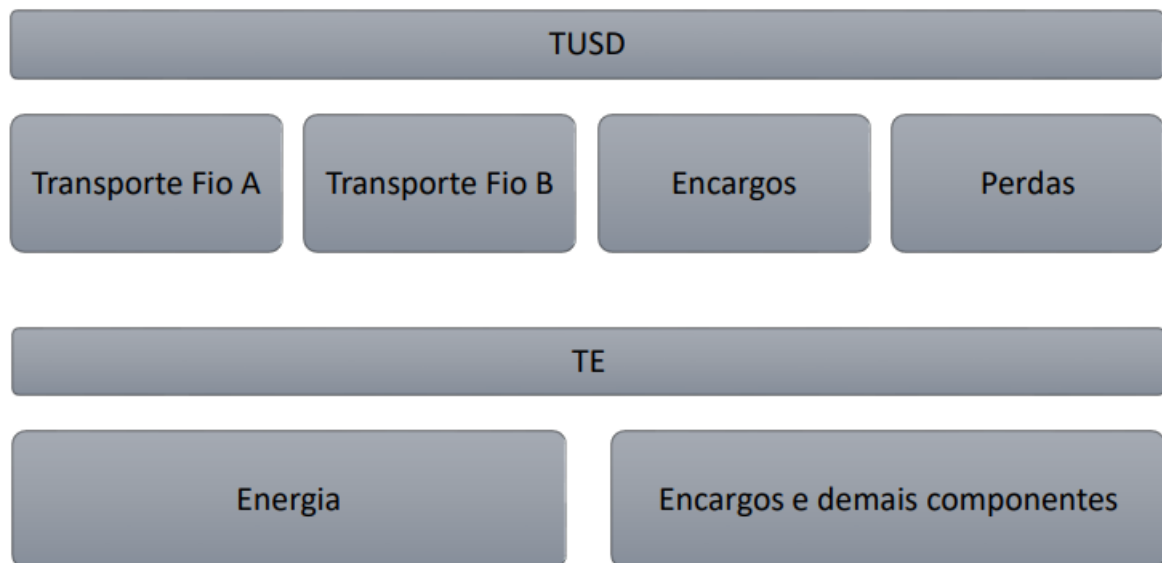 TUSD
Transporte Fio A
Transporte Fio B
Encargos
Perdas
TE
Energia
Encargos e demais componentes